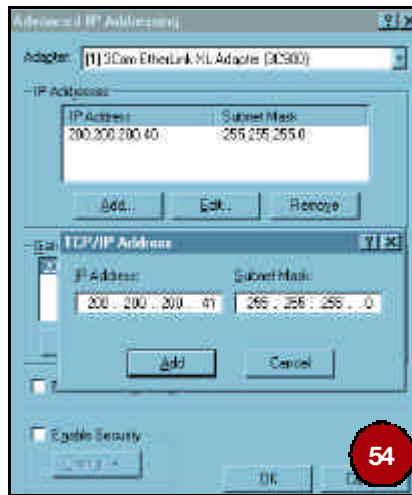 Advanced IP Addressing
Adapter: [1] 3Com EtherLink XL Adapter (3C900)
IP Addresses
IP Address Subnet Mask
200.200.200.40 255.255.255.0
Add... Edit... Remove
TCP/IP Address
IP Address: Subnet Mask:
200 . 200 . 200 . 41 255 . 255 . 255 . 0
Add Cancel
Enable Security
OK
54